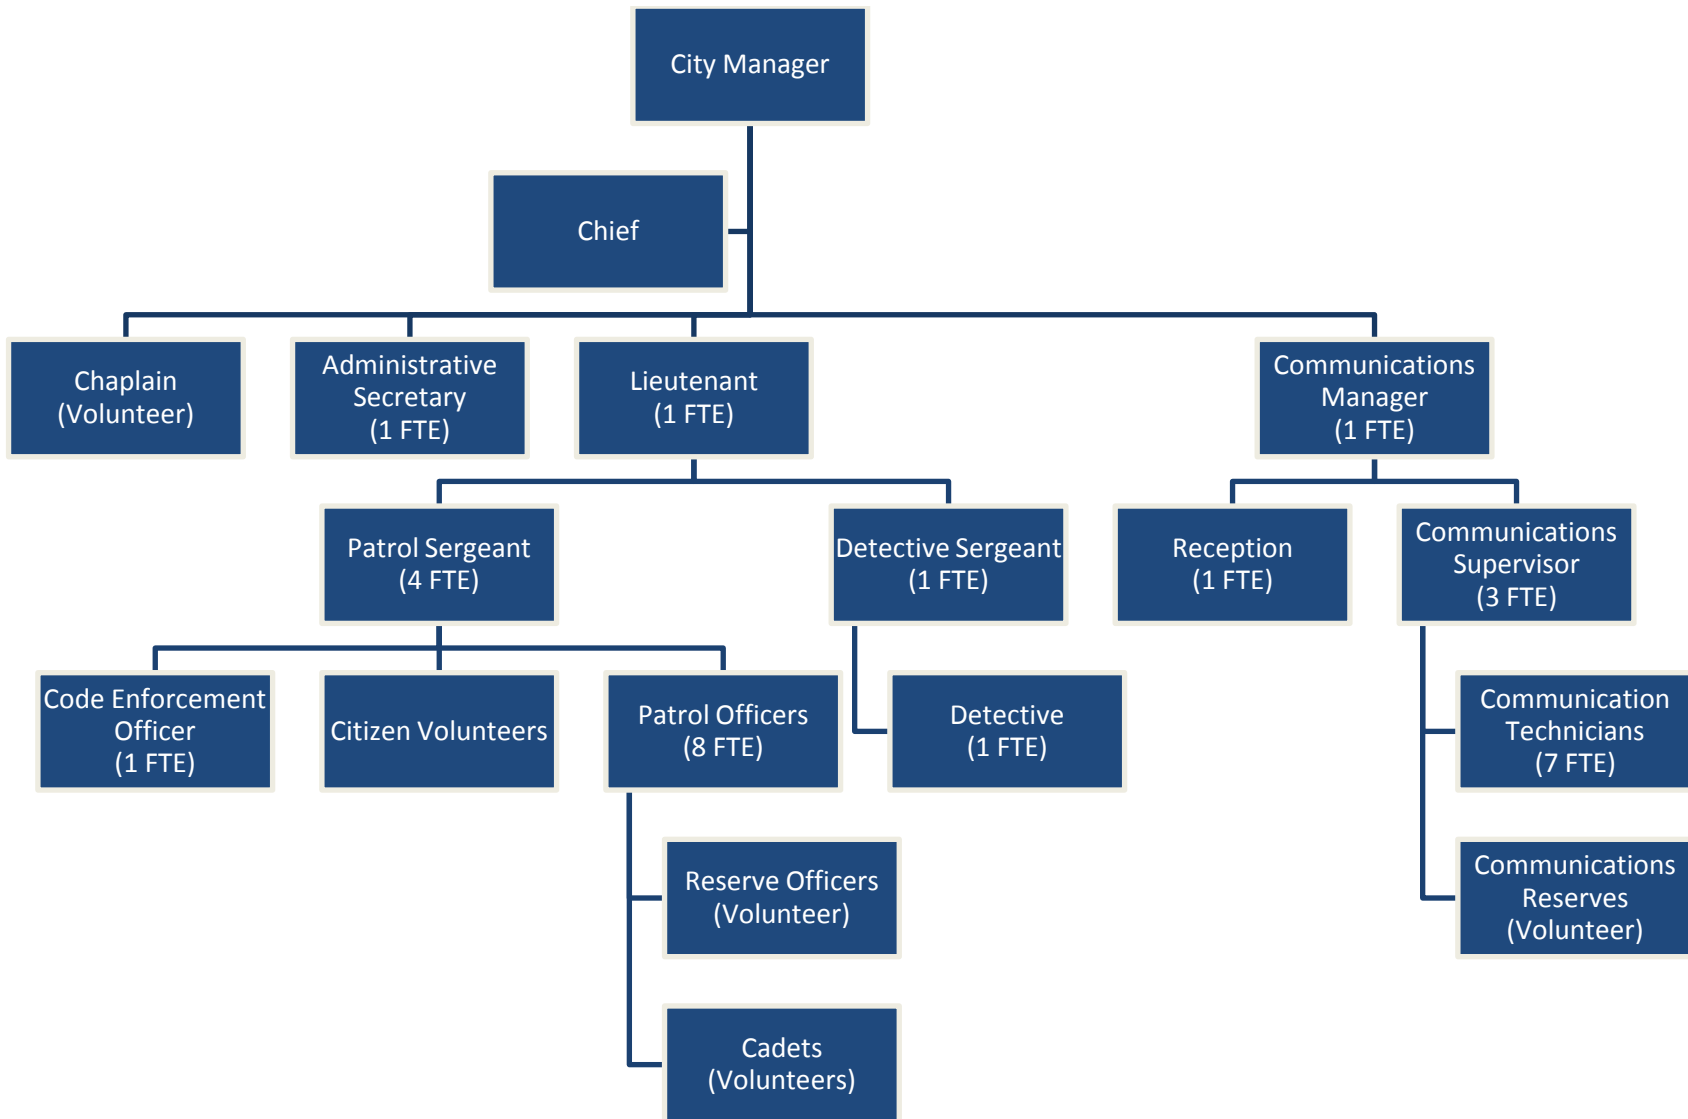 City Manager
Chief
Chaplain
(Volunteer)
Administrative
Secretary
(1 FTE)
Lieutenant
(1 FTE)
Communications
Manager
(1 FTE)
Patrol Sergeant
(4 FTE)
Detective Sergeant
(1 FTE)
Reception
(1 FTE)
Communications
Supervisor
(3 FTE)
Code Enforcement
Officer
(1 FTE)
Citizen Volunteers
Patrol Officers
(8 FTE)
Detective
(1 FTE)
Communication
Technicians
(7 FTE)
Reserve Officers
(Volunteer)
Communications
Reserves
(Volunteer)
Cadets
(Volunteers)